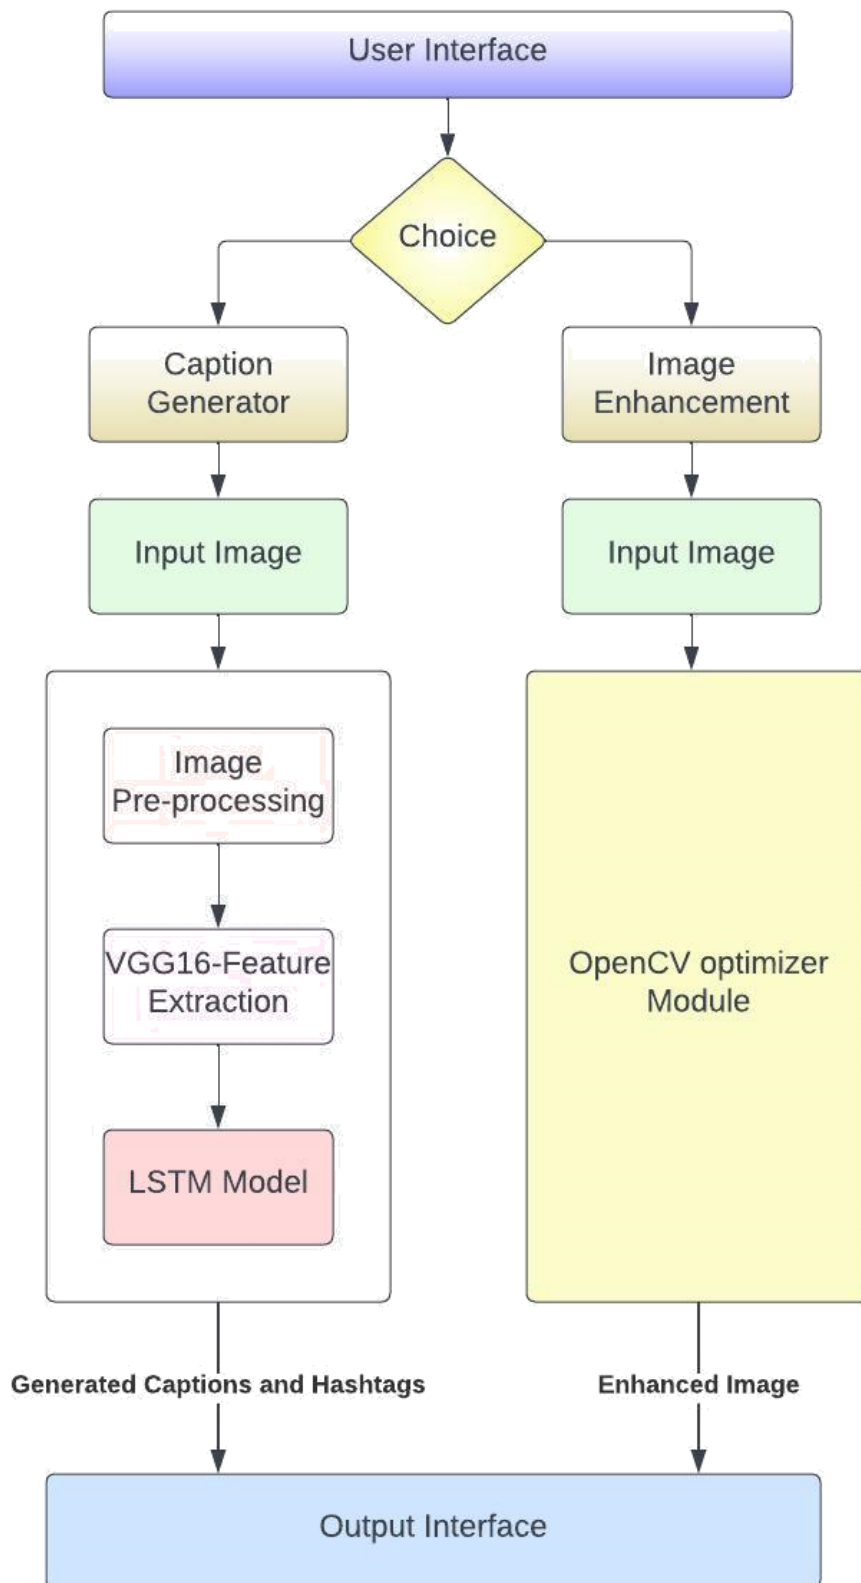 User Interface
Choice
Caption
Generator
Image
Enhancement
Input Image
Input Image
Image
Pre-processing
VGG16-Feature
Extraction
LSTM Model
OpenCV optimizer
Module
Generated Captions and Hashtags
Enhanced Image
Output Interface